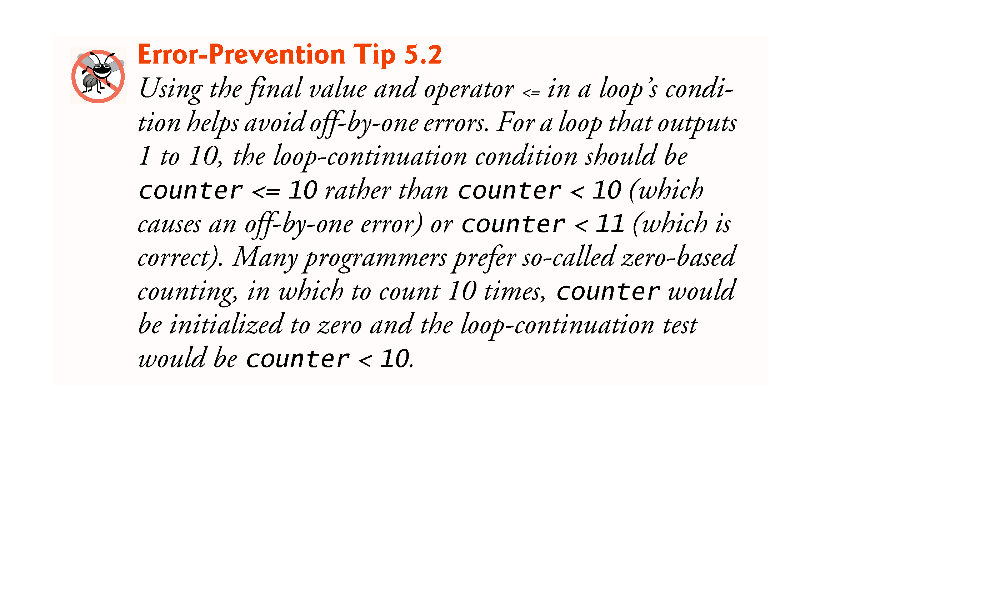 Error-Prevention Tip 5.2
Using the final value and operator <= in a loop’s condi-
tion helps avoid off-by-one errors. For a loop that outputs
1 to 10, the loop-continuation condition should be
counter <= 10 rather than counter < 10 (which
causes an off-by-one error) or counter < 11 (which is
correct). Many programmers prefer so-called zero-based
counting, in which to count 10 times, counter would
be initialized to zero and the loop-continuation test
would be counter < 10.